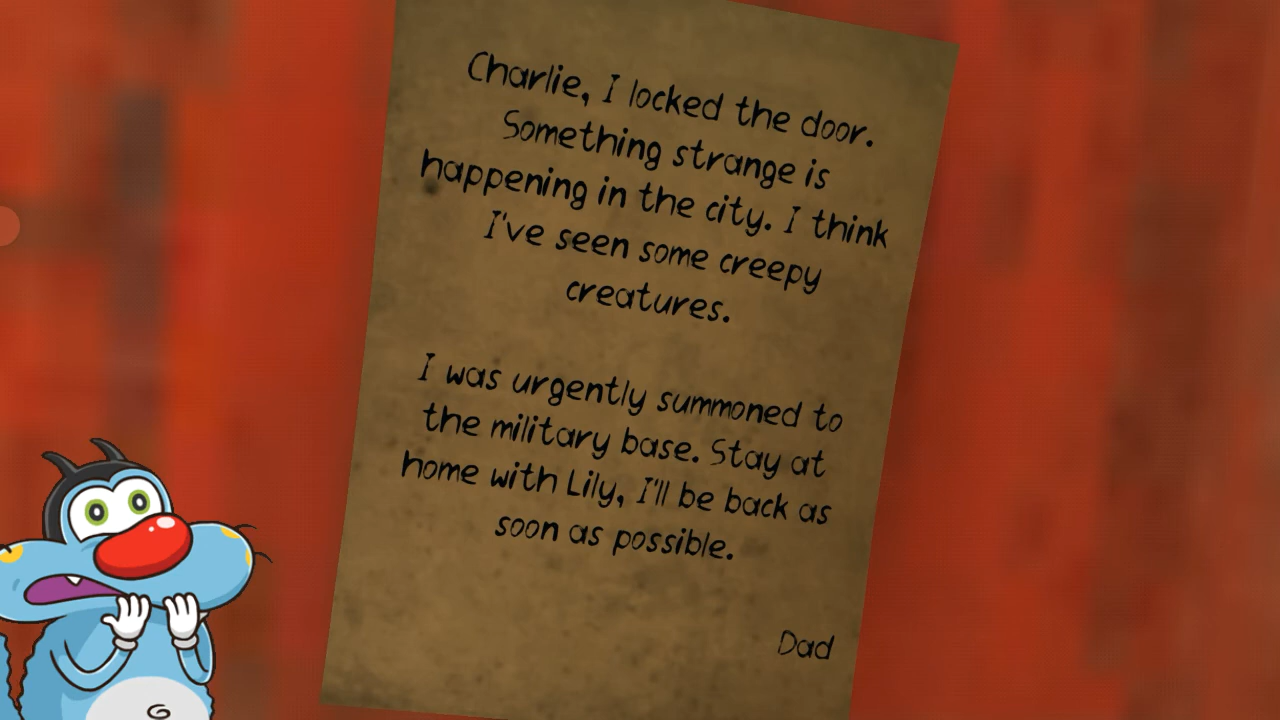 Charlie, I locked the door.
Something strange is
happening in the city. I think
I've seen some creepy
creatures.
I was urgently summoned to
the military base. Stay at
home with Lily, I'll be back as
soon as possible.
Dad